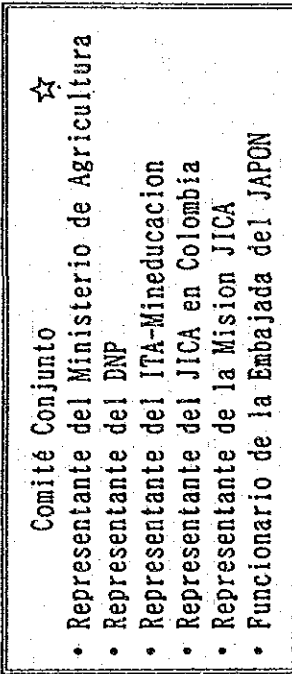 Comité Conjunto ☆
• Representante del Ministerio de Agricultura
• Representante del DNP
• Representante del ITA-Mineducacion
• Representante del JICA en Colombia
• Representante de la Mision JICA
• Funcionario de la Embajada del JAPON